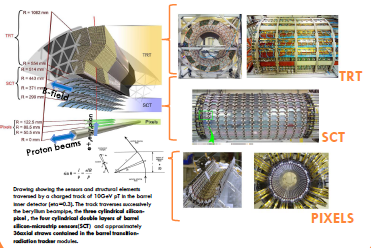 R = 1082 mm
TRT
TRT
R = 554 mm
R = 514 mm
R = 443 mm
SCT
R = 371 mm
R = 299 mm
B-field
SCT
Pixels
R = 122.5 mm
R = 88.5 mm
R = 50.5 mm
R = 0 mm
Pixels
Proton beams
TRT
SCT
PIXELS
Drawing showing the sensors and structural elements
traversed by a charged track of 10GeV pT in the barrel
inner detector (eta=0.3). The track traverses successively
the beryllium beampipe, the three cylindrical silicon-
pixel, the four cylindrical double layers of barrel
silicon-microstrip sensors(SCT) and approximately
36axial straws contained in the barrel transition-
radiation tracker modules.